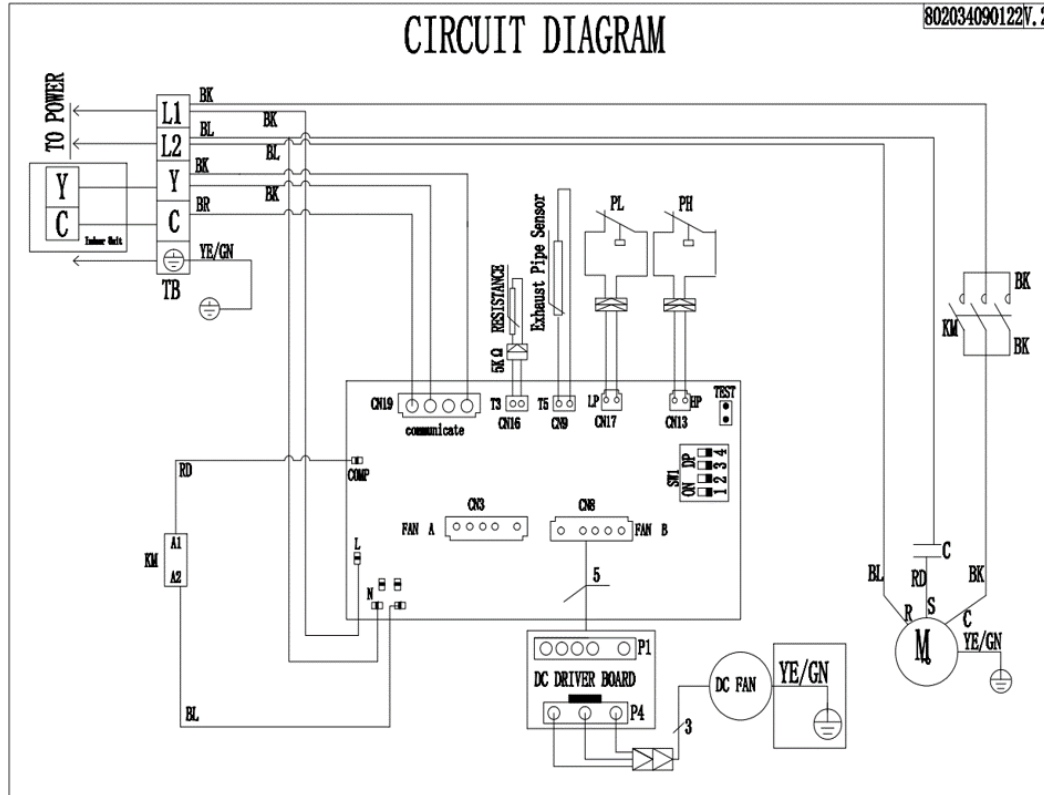 CIRCUIT DIAGRAM
802034090122 V.2
TO POWER
L1
L2
Y
C
TB
Y
C
Indoor Unit
BK
BK
BL
BL
BK
BK
BR
YE/GN
5KΩ RESISTANCE
Exhaust Pipe Sensor
PL
PH
KM
BK
BK
CN19
communicate
T3
CN16
T5
CN9
LP
CN17
CN13
HP
TEST
SW1
ON DP
1 2 3 4
RD
COMP
KM
A1
A2
BL
L
N
FAN A
CN3
CN8
FAN B
5
P1
DC DRIVER BOARD
P4
3
DC FAN
YE/GN
C
BL
RD
BK
R
S
C
M
YE/GN